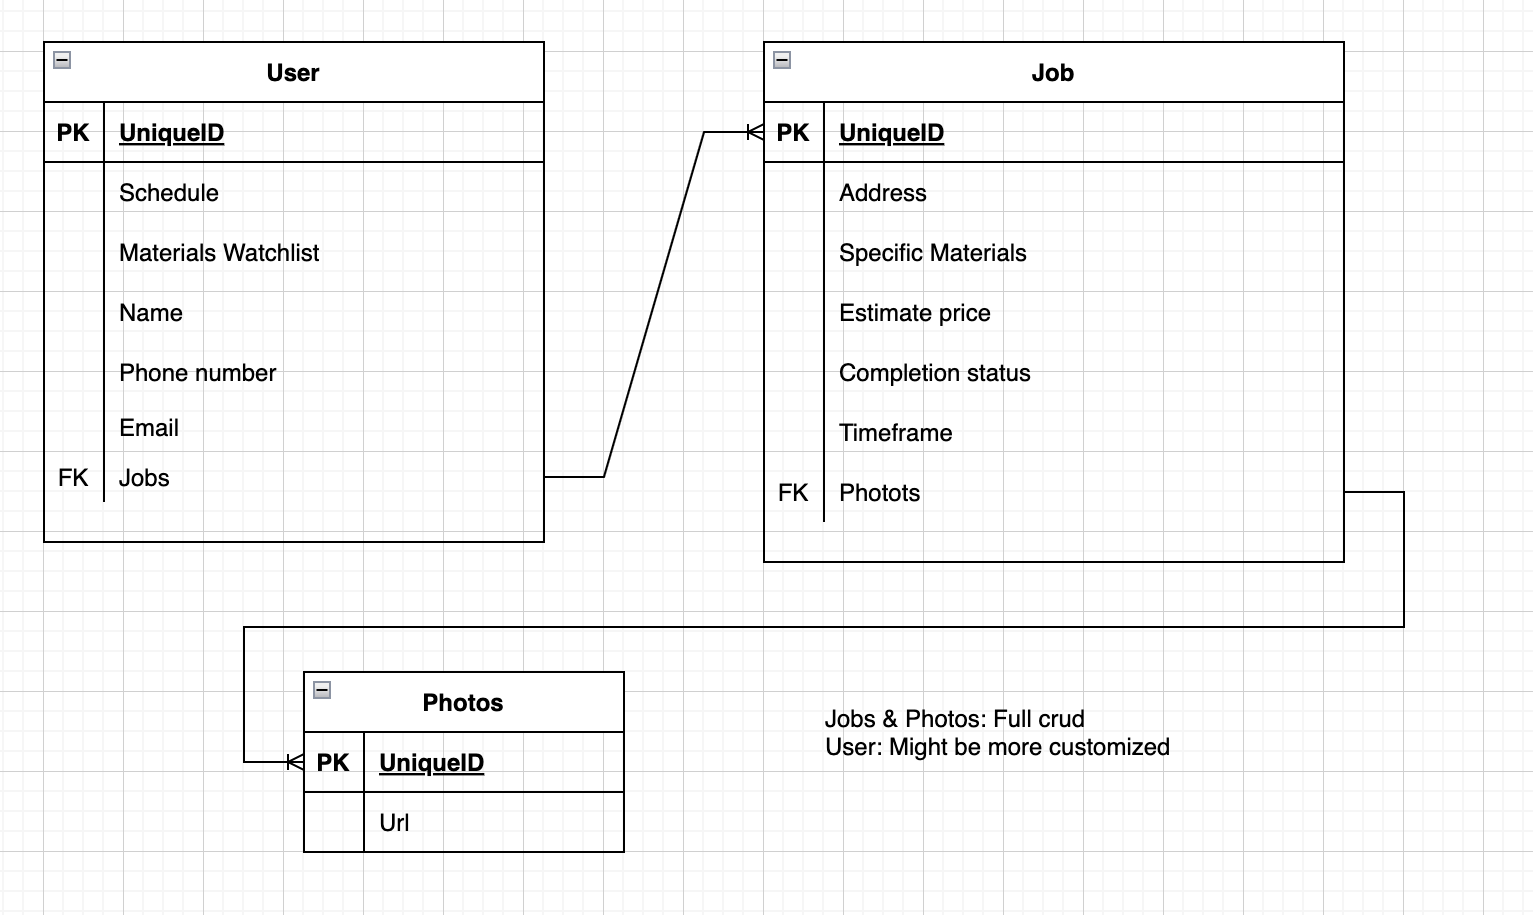 User
PK UniqueID
Schedule
Materials Watchlist
Name
Phone number
Email
FK Jobs
Job
PK UniqueID
Address
Specific Materials
Estimate price
Completion status
Timeframe
FK Photots
Photos
PK UniqueID
Url
Jobs & Photos: Full crud
User: Might be more customized